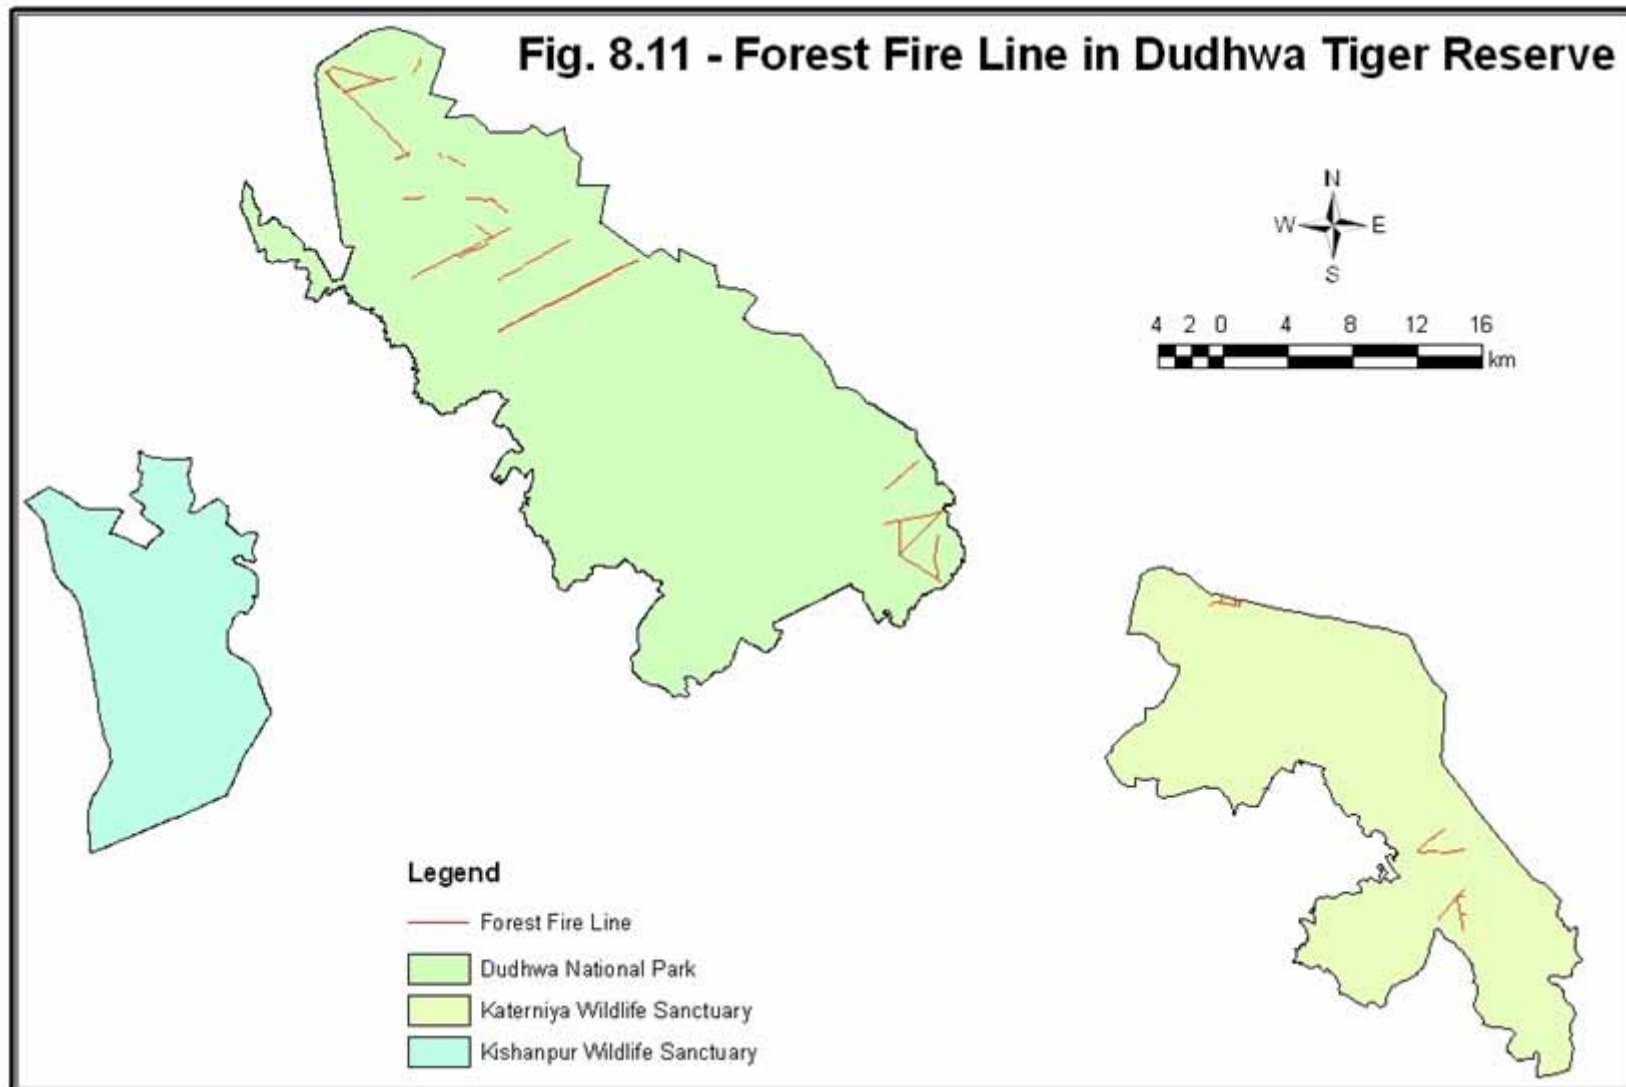 Fig. 8.11 - Forest Fire Line in Dudhwa Tiger Reserve
N
W E
S
4 2 0 4 8 12 16
km
Legend
Forest Fire Line
Dudhwa National Park
Katerniya Wildlife Sanctuary
Kishanpur Wildlife Sanctuary